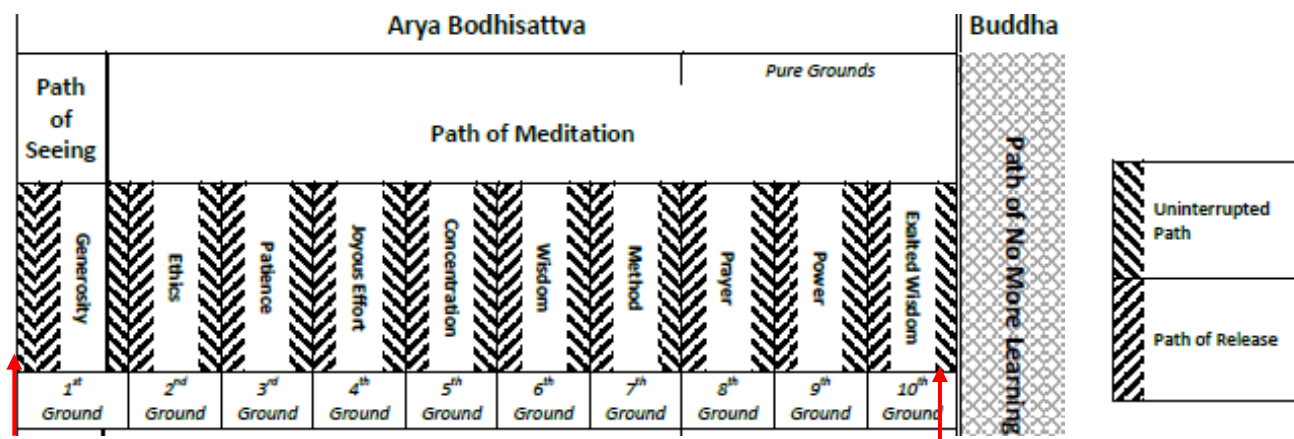 Arya Bodhisattva
Buddha
Path
of
Seeing
Pure Grounds
Path of Meditation
Path of No More Learning
Generosity
Ethics
Patience
Joyous Effort
Concentration
Wisdom
Method
Prayer
Power
Exalted Wisdom
1st
Ground
2nd
Ground
3rd
Ground
4th
Ground
5th
Ground
6th
Ground
7th
Ground
8th
Ground
9th
Ground
10th
Ground
Uninterrupted
Path
Path of Release